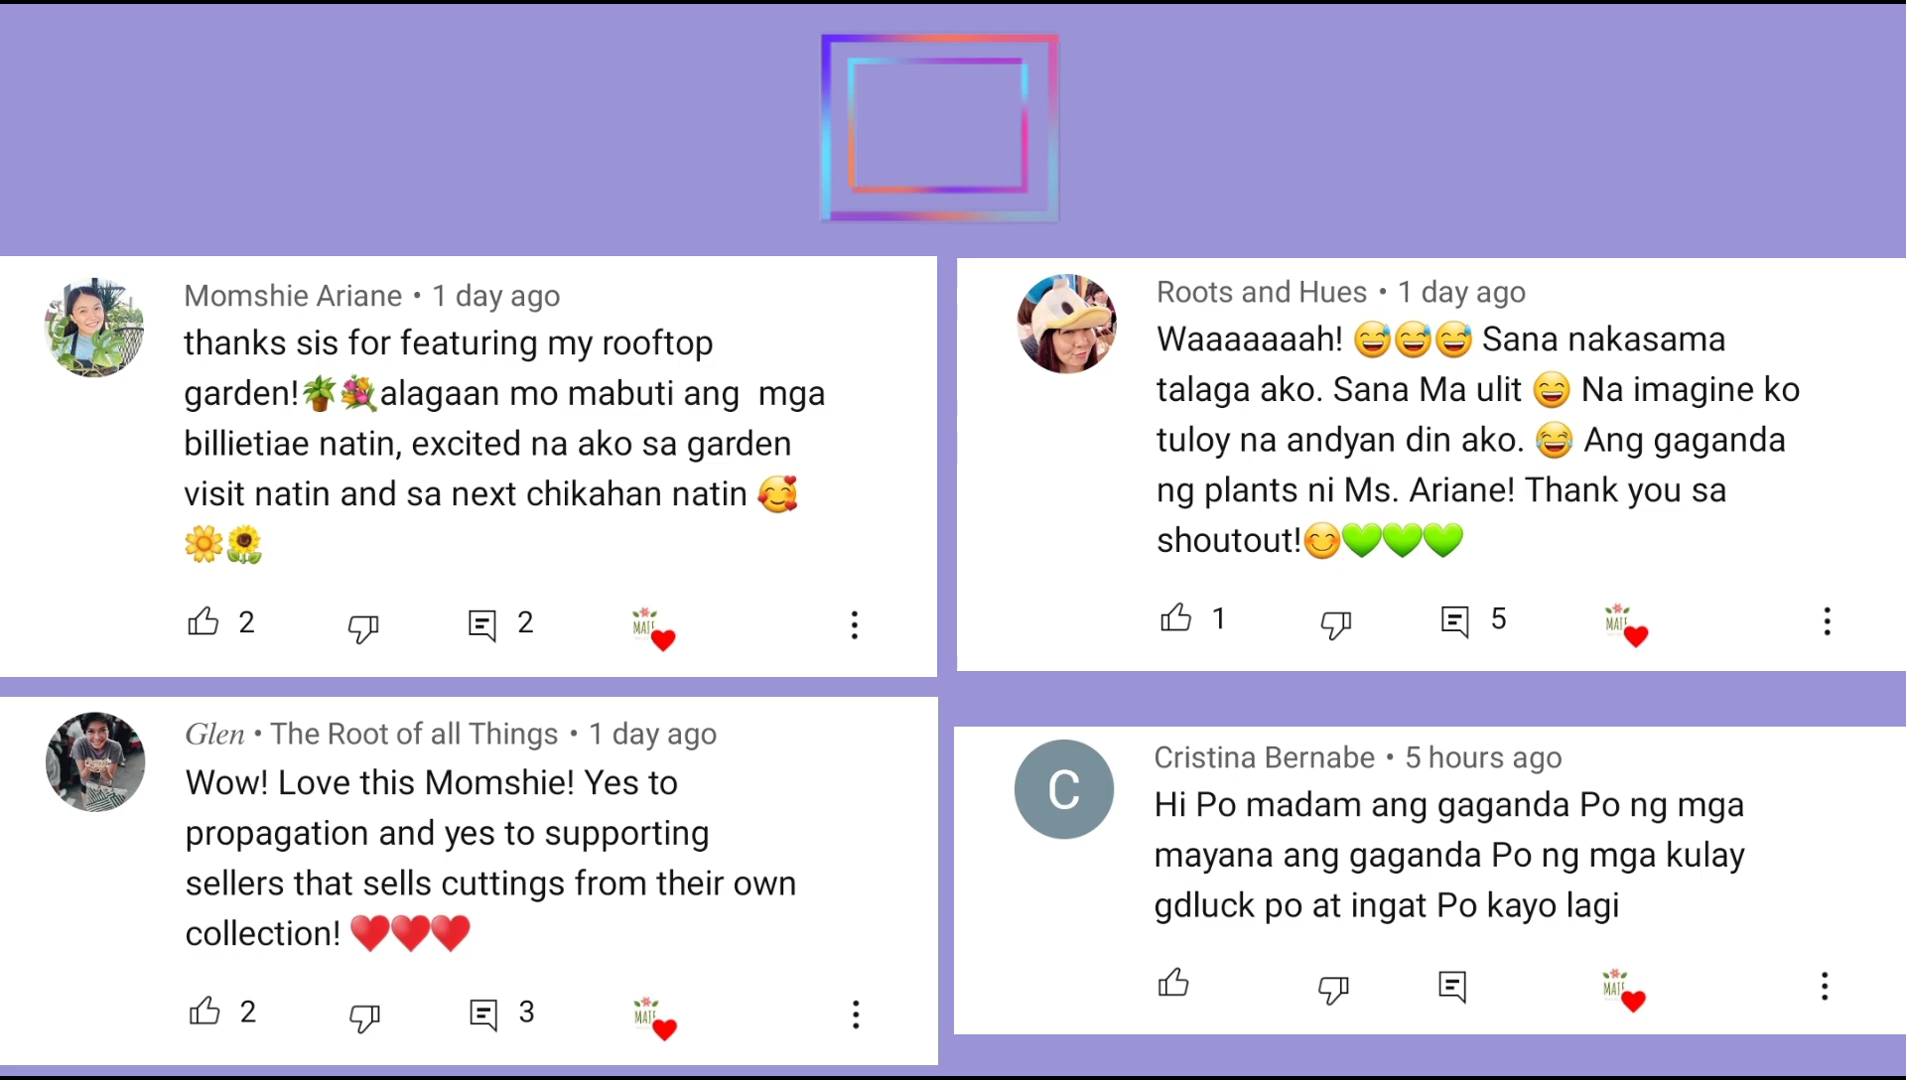 Momshie Ariane • 1 day ago
thanks sis for featuring my rooftop
garden!🪴💐alagaan mo mabuti ang  mga
billietiae natin, excited na ako sa garden
visit natin and sa next chikahan natin 🥰
🌼🌻
2 2
MATE
Roots and Hues • 1 day ago
Waaaaaaah! 😅😅😅 Sana nakasama
talaga ako. Sana Ma ulit 😄 Na imagine ko
tuloy na andyan din ako. 😂 Ang gaganda
ng plants ni Ms. Ariane! Thank you sa
shoutout!😊💚💚💚
1 5
MATE
Glen • The Root of all Things • 1 day ago
Wow! Love this Momshie! Yes to
propagation and yes to supporting
sellers that sells cuttings from their own
collection! ❤️❤️❤️
2 3
MATE
C
Cristina Bernabe • 5 hours ago
Hi Po madam ang gaganda Po ng mga
mayana ang gaganda Po ng mga kulay
gdluck po at ingat Po kayo lagi
MATE